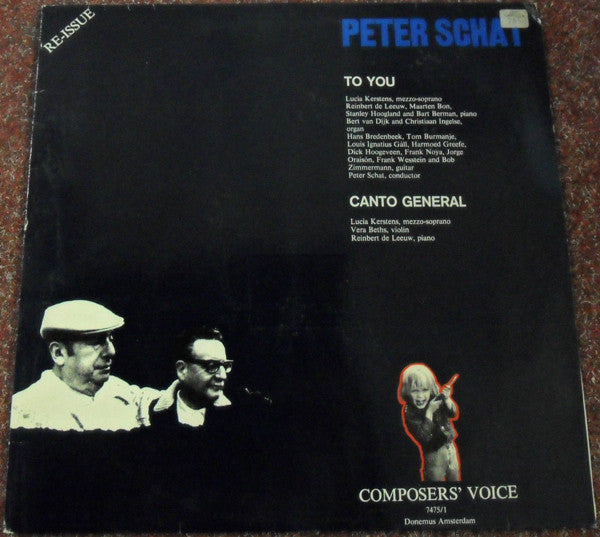 RE-ISSUE
PETER SCHAT
TO YOU
Lucia Kerstens, mezzo-soprano
Reinbert de Leeuw, Maarten Bon,
Stanley Hoogland and Bart Berman, piano
Bert van Dijk and Christiaan Ingelse,
organ
Hans Bredenbeek, Tom Burmanje,
Louis Ignatius Gáll, Harmoed Greefe,
Dick Hoogeveen, Frank Noya, Jorge
Oraisón, Frank Wesstein and Bob
Zimmermann, guitar
Peter Schat, conductor
CANTO GENERAL
Lucia Kerstens, mezzo-soprano
Vera Beths, violin
Reinbert de Leeuw, piano
COMPOSERS' VOICE
7475/1
Donemus Amsterdam